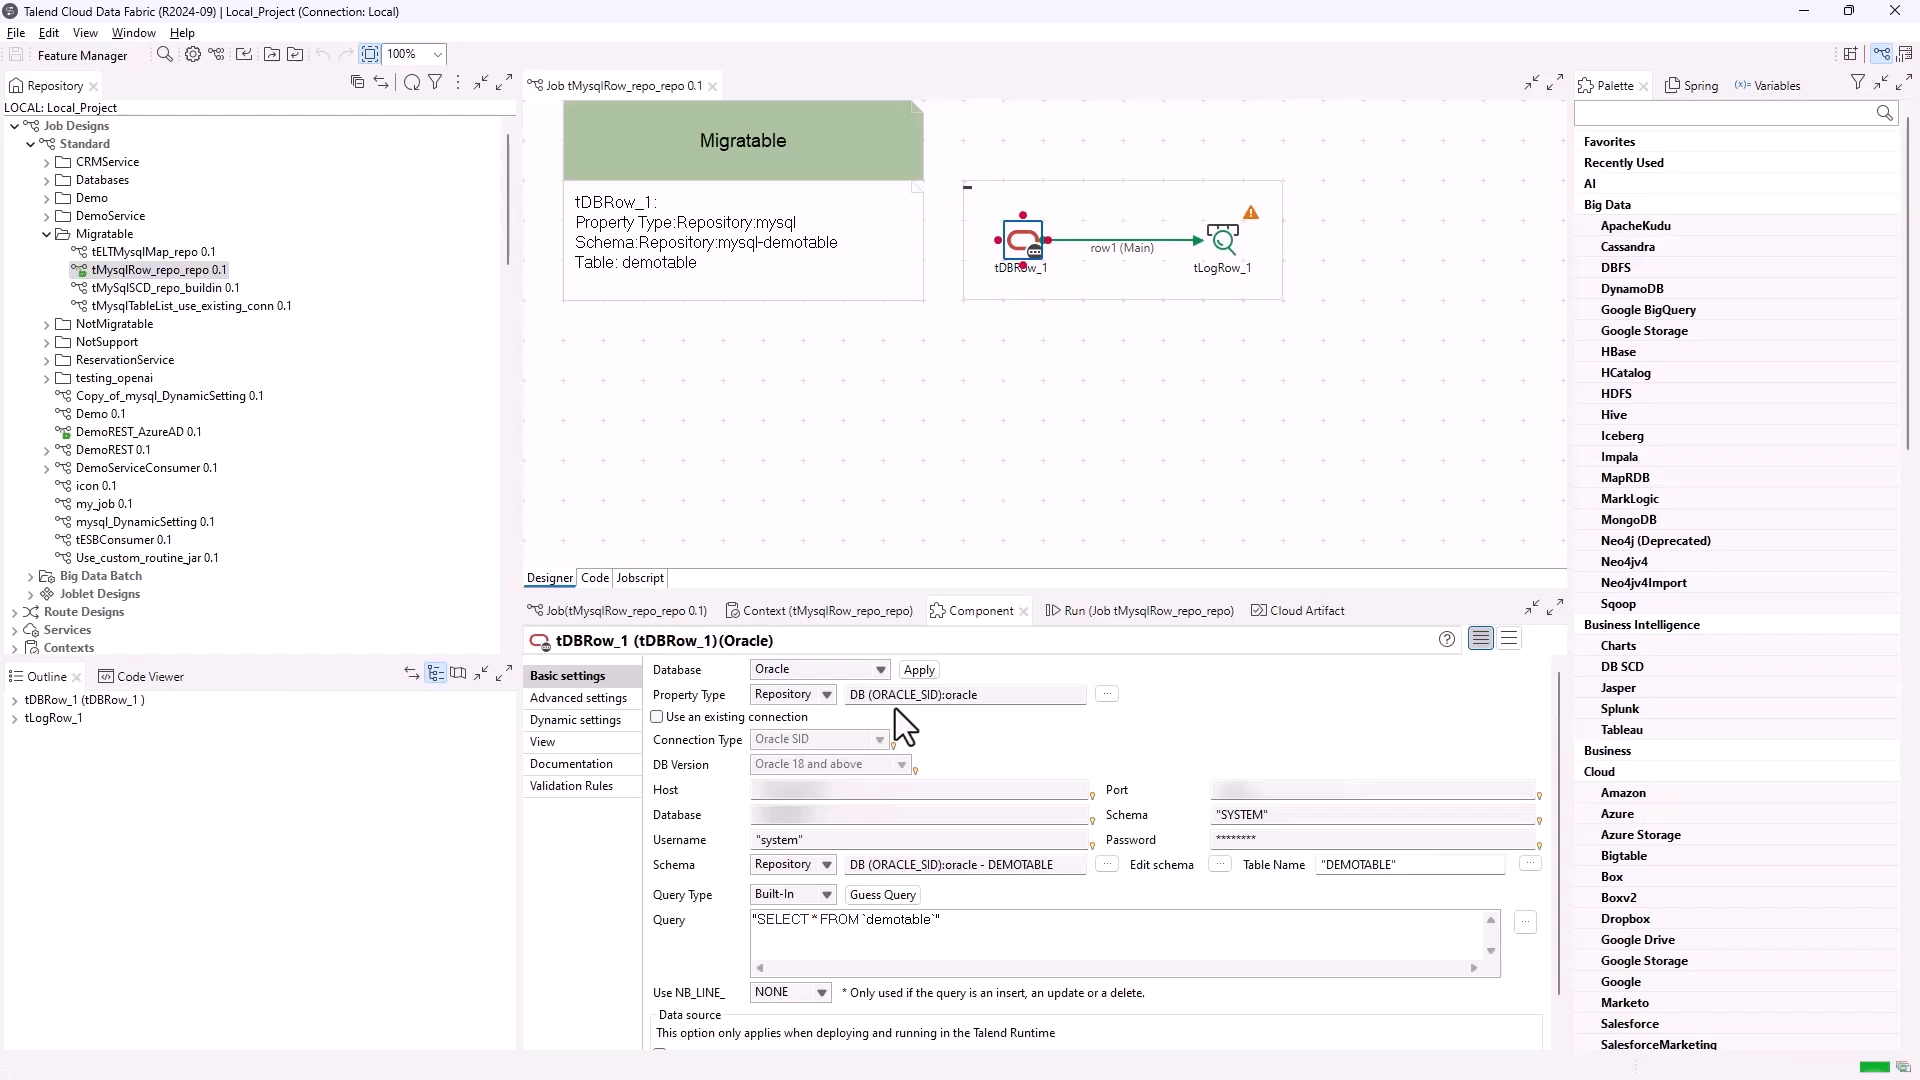 Talend Cloud Data Fabric (R2024-09) | Local_Project (Connection: Local)
File Edit View Window Help
Feature Manager 100%
Repository
LOCAL: Local_Project
Job Designs
Standard
CRMService
Databases
Demo
DemoService
Migratable
tELTMysqlMap_repo 0.1
tMysqlRow_repo_repo 0.1
tMySqlSCD_repo_buildin 0.1
tMysqlTableList_use_existing_conn 0.1
NotMigratable
NotSupport
ReservationService
testing_openai
Copy_of_mysql_DynamicSetting 0.1
Demo 0.1
DemoREST_AzureAD 0.1
DemoREST 0.1
DemoServiceConsumer 0.1
icon 0.1
my_job 0.1
mysql_DynamicSetting 0.1
tESBConsumer 0.1
Use_custom_routine_jar 0.1
Big Data Batch
Joblet Designs
Route Designs
Services
Contexts
Outline Code Viewer
tDBRow_1 (tDBRow_1 )
tLogRow_1
Job tMysqlRow_repo_repo 0.1
Migratable
tDBRow_1:
Property Type:Repository:mysql
Schema:Repository:mysql-demotable
Table: demotable
row1 (Main)
tDBRow_1 tLogRow_1
Designer Code Jobscript
Job(tMysqlRow_repo_repo 0.1) Context (tMysqlRow_repo_repo) Component Run (Job tMysqlRow_repo_repo) Cloud Artifact
tDBRow_1 (tDBRow_1)(Oracle)
Basic settings
Advanced settings
Dynamic settings
View
Documentation
Validation Rules
Database Oracle Apply
Property Type Repository DB (ORACLE_SID):oracle ...
Use an existing connection
Connection Type Oracle SID
DB Version Oracle 18 and above
Host Port
Database Schema "SYSTEM"
Username "system" Password ********
Schema Repository DB (ORACLE_SID):oracle - DEMOTABLE ... Edit schema ... Table Name "DEMOTABLE" ...
Query Type Built-In Guess Query
Query "SELECT * FROM `demotable`" ...
Use NB_LINE_ NONE * Only used if the query is an insert, an update or a delete.
Data source
This option only applies when deploying and running in the Talend Runtime
Palette Spring (x)= Variables
Favorites
Recently Used
AI
Big Data
ApacheKudu
Cassandra
DBFS
DynamoDB
Google BigQuery
Google Storage
HBase
HCatalog
HDFS
Hive
Iceberg
Impala
MapRDB
MarkLogic
MongoDB
Neo4j (Deprecated)
Neo4jv4
Neo4jv4Import
Sqoop
Business Intelligence
Charts
DB SCD
Jasper
Splunk
Tableau
Business
Cloud
Amazon
Azure
Azure Storage
Bigtable
Box
Boxv2
Dropbox
Google Drive
Google Storage
Google
Marketo
Salesforce
SalesforceMarketing